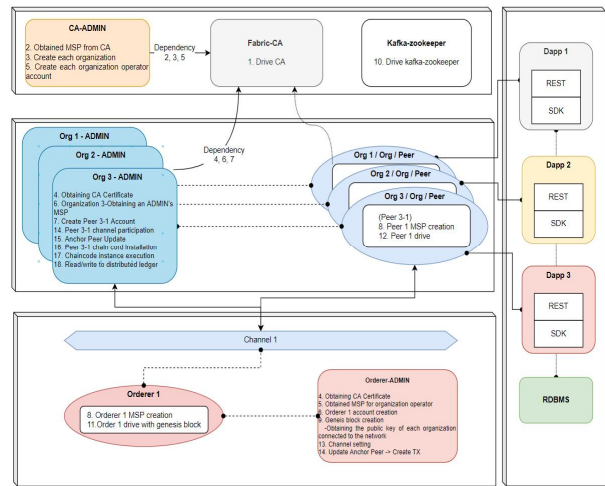 CA-ADMIN
2. Obtained MSP from CA
3. Create each organization
5. Create each organization operator
account
Dependency
2, 3, 5
Fabric-CA
1. Drive CA
Kafka-zookeeper
10. Drive kafka-zookeeper
Dapp 1
REST
SDK
Org 1 - ADMIN
Org 2 - ADMIN
Org 3 - ADMIN
4. Obtaining CA Certificate
6. Organization 3-Obtaining an ADMIN's
MSP
7. Create Peer 3-1 Account
14. Peer 3-1 channel participation
15. Anchor Peer Update
16. Peer 3-1 chain cord Installation
17. Chaincode instance execution
18. Read/write to distributed ledger
Dependency
4, 6, 7
Org 1 / Org / Peer
Org 2 / Org / Peer
Org 3 / Org / Peer
(Peer 3-1)
8. Peer 1 MSP creation
12. Peer 1 drive
Dapp 2
REST
SDK
Dapp 3
REST
SDK
RDBMS
Channel 1
Orderer 1
8. Orderer 1 MSP creation
11.Order 1 drive with genesis block
Orderer-ADMIN
4. Obtaining CA Certificate
5. Obtained MSP for organization operator
6. Orderer 1 account creation
9. Geneis block creation
-Obtaining the public key of each organization
connected to the network
13. Channel setting
14. Update Anchor Peer -> Create TX